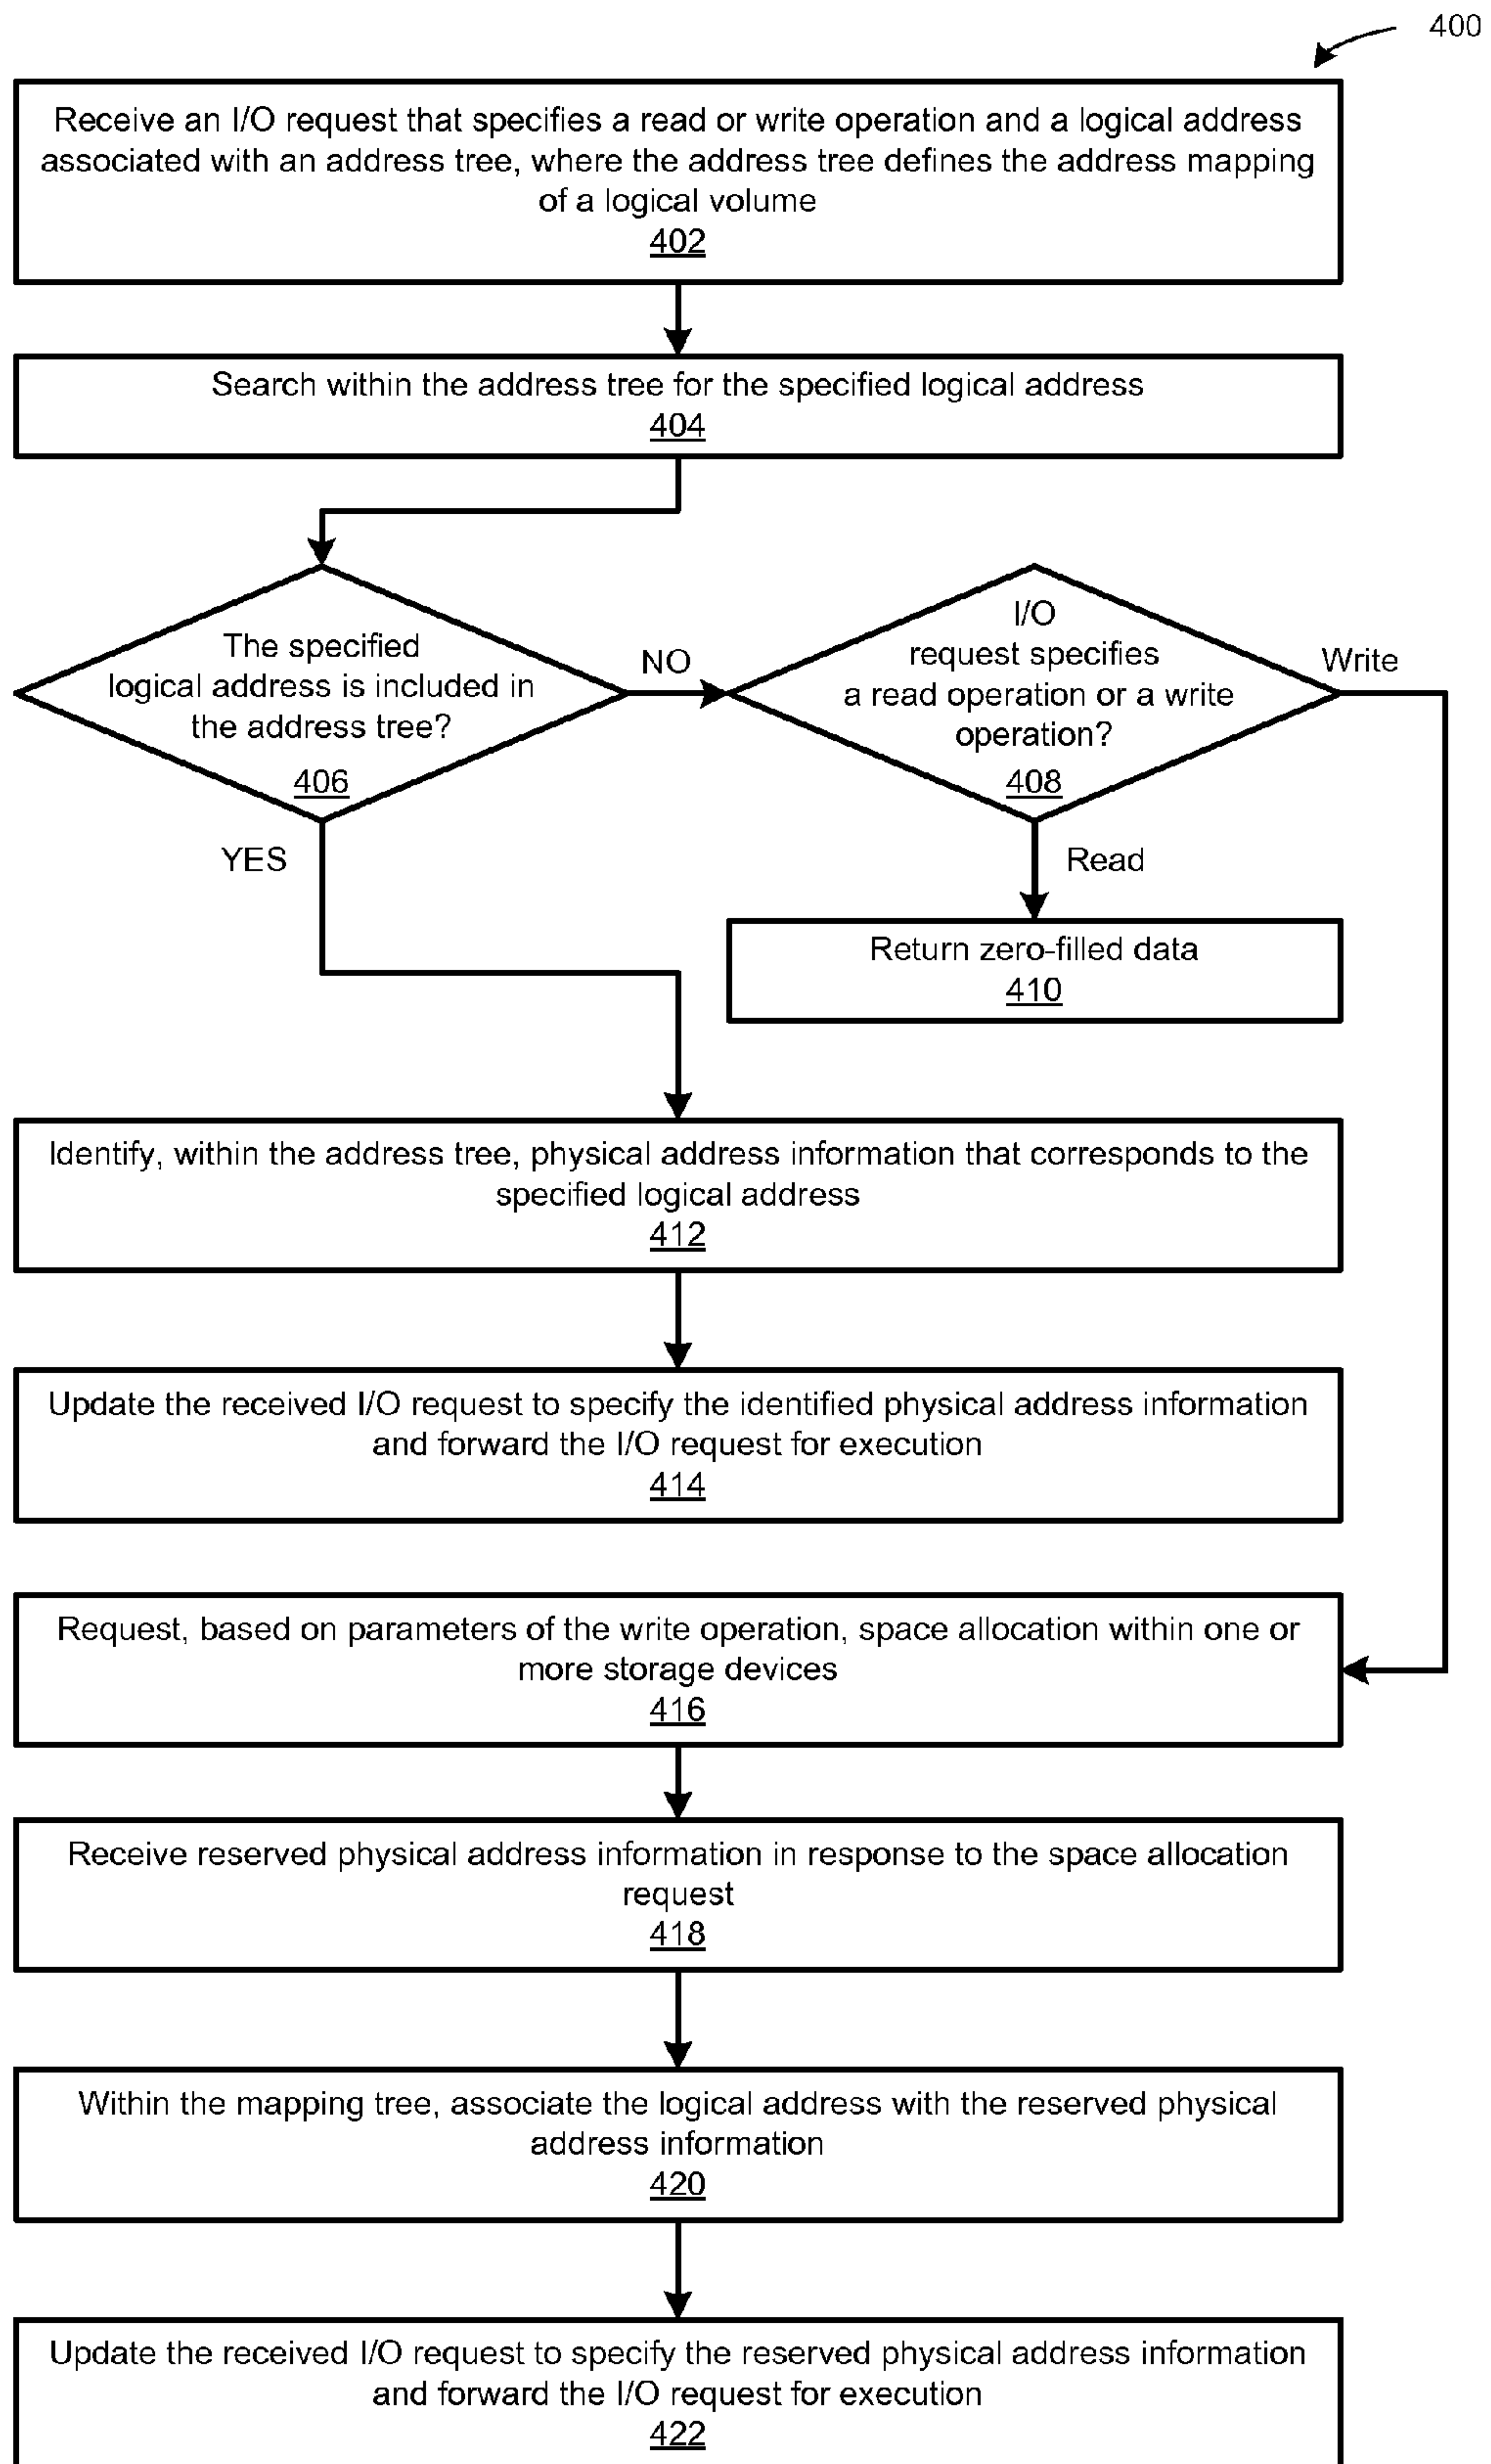 400
Receive an I/O request that specifies a read or write operation and a logical address
associated with an address tree, where the address tree defines the address mapping
of a logical volume
402
Search within the address tree for the specified logical address
404
The specified
logical address is included in
the address tree?
406
NO
I/O
request specifies
a read operation or a write
operation?
408
Write
YES
Read
Return zero-filled data
410
Identify, within the address tree, physical address information that corresponds to the
specified logical address
412
Update the received I/O request to specify the identified physical address information
and forward the I/O request for execution
414
Request, based on parameters of the write operation, space allocation within one or
more storage devices
416
Receive reserved physical address information in response to the space allocation
request
418
Within the mapping tree, associate the logical address with the reserved physical
address information
420
Update the received I/O request to specify the reserved physical address information
and forward the I/O request for execution
422